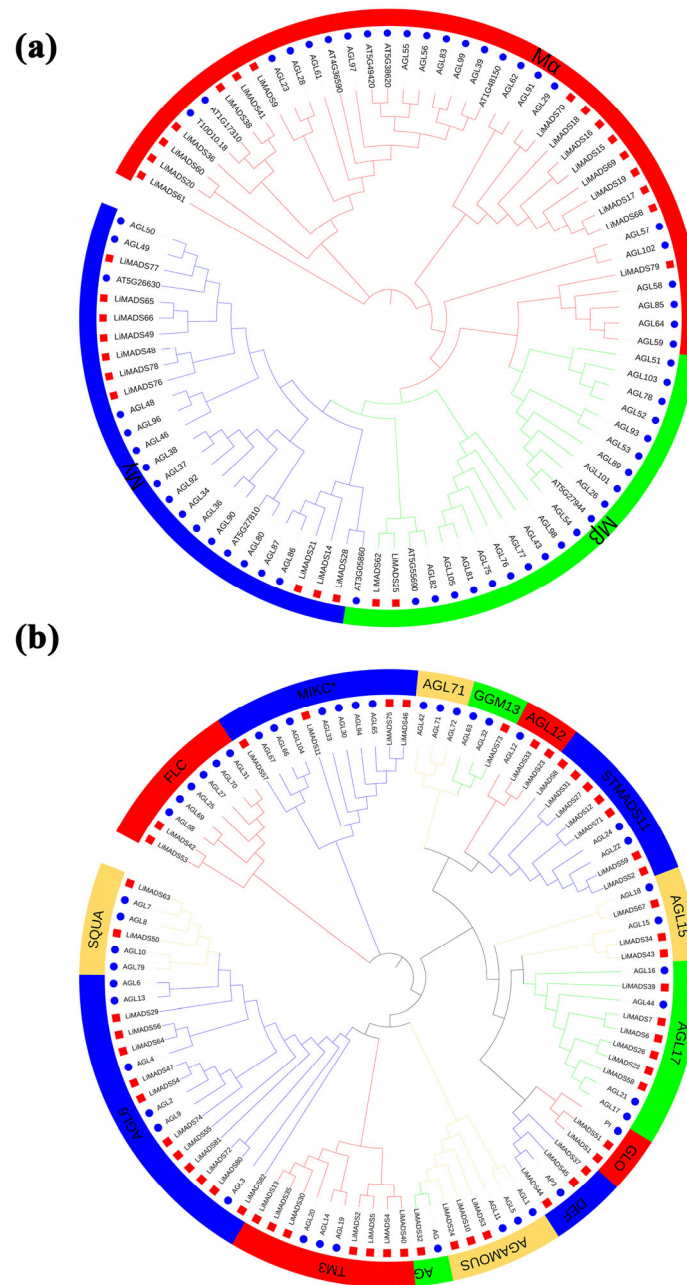 (a)
LiMADS61
LiMADS20
LiMADS60
LiMADS36
T10D10.18
AT1G17310
LiMADS38
LiMADS41
LiMADS9
AGL23
AGL28
AGL61
AT4G36590
AGL97
AT5G49420
AT5G38620
AGL55
AGL56
AGL83
AGL99
AGL39
AT1G48150
AGL62
AGL91
AGL29
LiMADS70
LiMADS18
LiMADS16
LiMADS15
LiMADS69
LiMADS19
LiMADS17
LiMADS68
AGL57
AGL102
LiMADS79
AGL58
AGL85
AGL64
AGL59
AGL51
AGL103
AGL78
AGL52
AGL93
AGL53
AGL89
AGL101
AGL26
AT5G27944
AGL54
AGL98
AGL43
AGL77
AGL76
AGL75
AGL81
AGL105
AGL82
AT5G55690
LiMADS25
LiMADS62
AT3G05860
LiMADS28
LiMADS14
LiMADS21
AGL86
AGL87
AGL80
AT5G27810
AGL90
AGL36
AGL34
AGL92
AGL37
AGL38
AGL46
AGL96
AGL48
LiMADS76
LiMADS78
LiMADS48
LiMADS49
LiMADS66
LiMADS65
AT5G26630
LiMADS77
AGL49
AGL50
Mα
Mβ
Mγ
(b)
FLC
MIKC*
AGL71
GGM13
AGL12
STMADS11
AGL15
AGL17
GLO
DEF
AGAMOUS
AG
TM3
AGL6
SQUA
LiMADS53
LiMADS42
AGL68
AGL69
AGL25
AGL27
AGL70
AGL31
LiMADS57
AGL67
AGL66
AGL104
LiMADS11
AGL33
AGL30
AGL94
AGL65
LiMADS75
LiMADS46
AGL42
AGL71
AGL72
AGL63
AGL32
LiMADS73
AGL12
LiMADS33
LiMADS23
LiMADS8
LiMADS31
LiMADS27
LiMADS12
LiMADS71
AGL24
AGL22
LiMADS59
LiMADS52
AGL18
LiMADS67
AGL15
LiMADS34
LiMADS43
AGL16
LiMADS39
AGL44
LiMADS7
LiMADS6
LiMADS26
LiMADS22
LiMADS58
AGL21
AGL17
PI
LiMADS51
LiMADS1
LiMADS37
AP3
LiMADS45
LiMADS44
AGL1
AGL5
AGL11
LiMADS3
LiMADS10
LiMADS24
AG
LiMADS32
LiMADS40
LiMADS4
LiMADS5
LiMADS2
AGL19
AGL14
AGL20
LiMADS30
LiMADS35
LiMADS13
LiMADS82
AGL3
LiMADS80
LiMADS72
LiMADS81
LiMADS55
LiMADS74
AGL9
AGL2
LiMADS54
LiMADS47
AGL4
LiMADS64
LiMADS56
LiMADS29
AGL13
AGL6
AGL79
AGL10
LiMADS50
AGL8
AGL7
LiMADS63